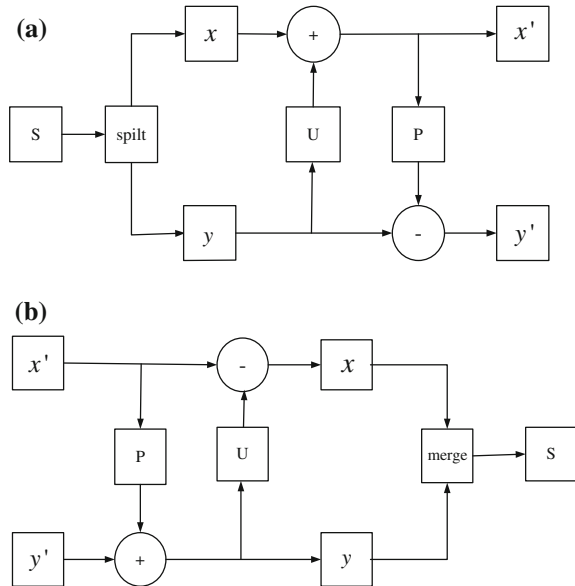 (a)
x + x'
S spilt U P
y - y'
(b)
x' - x
P U merge S
y' + y